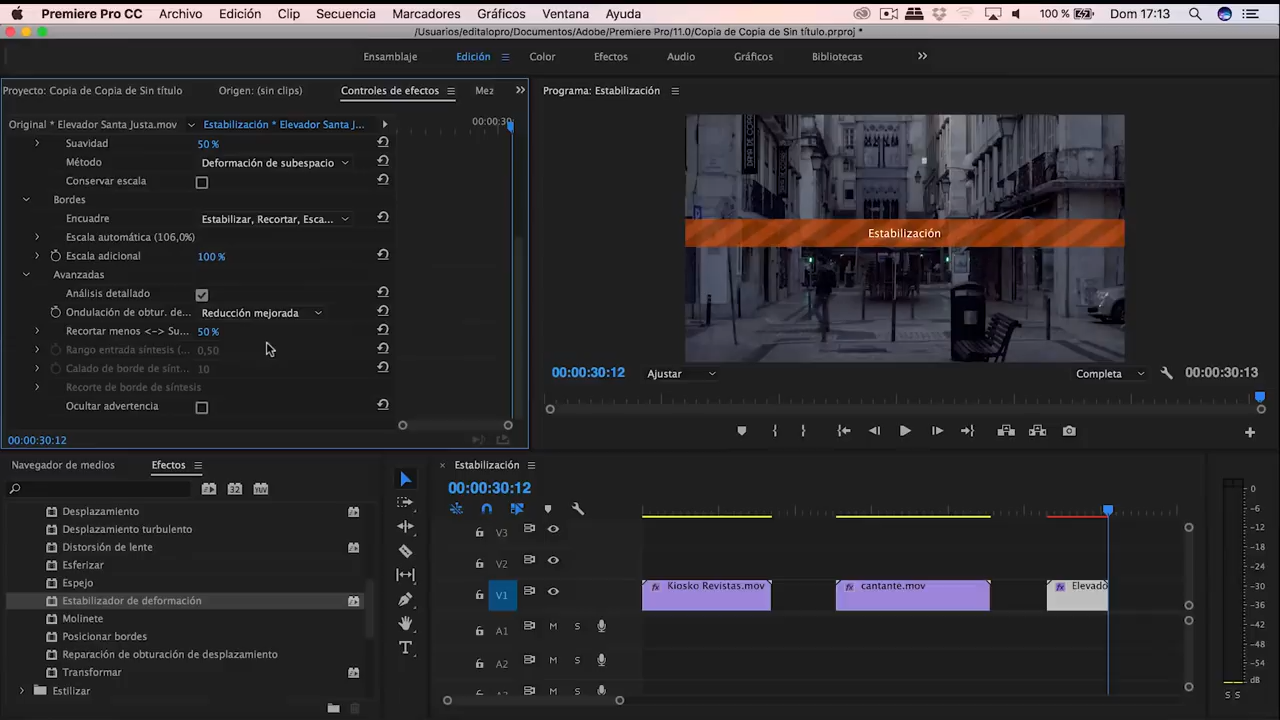 Premiere Pro CC Archivo Edición Clip Secuencia Marcadores Gráficos Ventana Ayuda 100 % Dom 17:13
/Usuarios/editalopro/Documentos/Adobe/Premiere Pro/11.0/Copia de Copia de Sin título.prproj *
Ensamblaje Edición Color Efectos Audio Gráficos Bibliotecas
Proyecto: Copia de Copia de Sin título Origen: (sin clips) Controles de efectos Mez
Original * Elevador Santa Justa.mov Estabilización * Elevador Santa J... 00:00:30
Suavidad 50 %
Método Deformación de subespacio
Conservar escala
Bordes
Encuadre Estabilizar, Recortar, Esca...
Escala automática (106,0%)
Escala adicional 100 %
Avanzadas
Análisis detallado
Ondulación de obtur. de... Reducción mejorada
Recortar menos <-> Su... 50 %
Rango entrada síntesis (... 0,50
Calado de borde de sínt... 10
Recorte de borde de síntesis
Ocultar advertencia
00:00:30:12
Programa: Estabilización
Estabilización
00:00:30:12 Ajustar Completa 00:00:30:13
Navegador de medios Efectos
32 YUV
Desplazamiento
Desplazamiento turbulento
Distorsión de lente
Esferizar
Espejo
Estabilizador de deformación
Molinete
Posicionar bordes
Reparación de obturación de desplazamiento
Transformar
Estilizar
× Estabilización
00:00:30:12
V3
V2
V1 fx Kiosko Revistas.mov fx cantante.mov fx Elevado
A1 M S
A2 M S
M S
0
-6
-12
-18
-24
-30
-36
-42
-48
-54
dB
S S